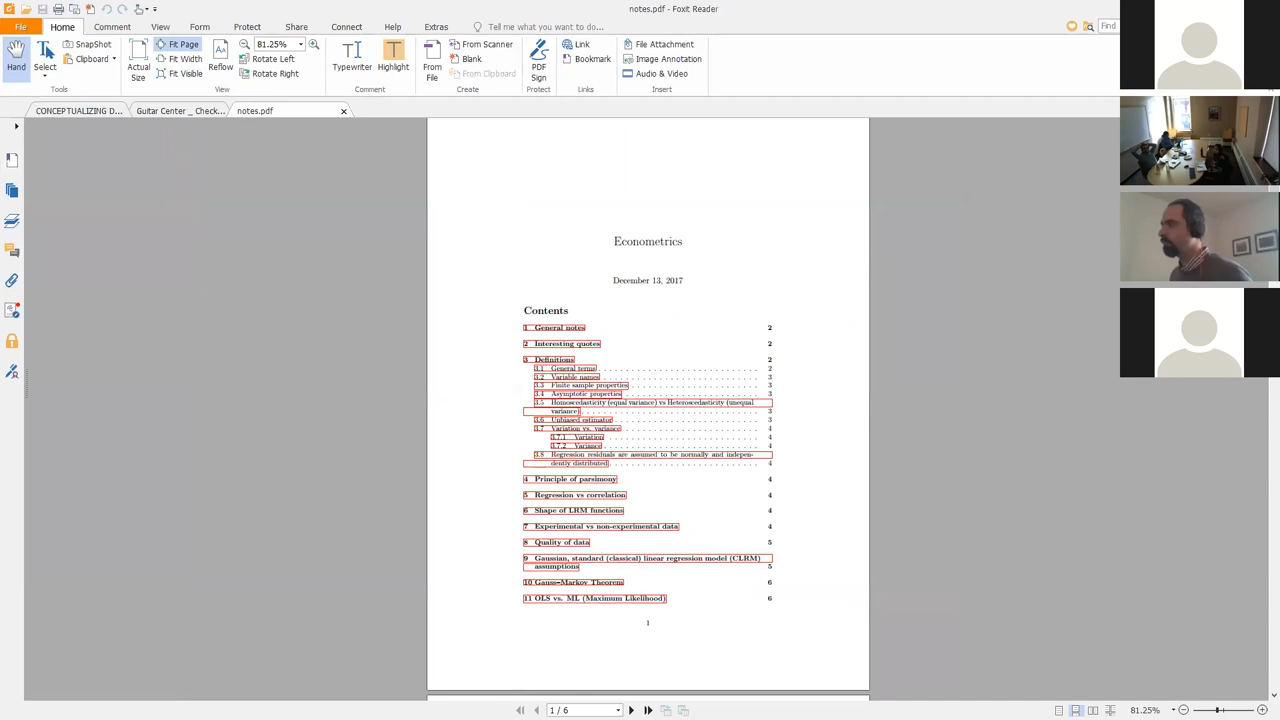 notes.pdf - Foxit Reader
File Home Comment View Form Protect Share Connect Help Extras Tell me what you want to do... Find
Hand
Select
SnapShot
Clipboard
Tools
Actual
Size
Fit Page
Fit Width
Fit Visible
Reflow
81.25%
Rotate Left
Rotate Right
View
Typewriter
Highlight
Comment
From
File
From Scanner
Blank
From Clipboard
Create
PDF
Sign
Protect
Link
Bookmark
Links
File Attachment
Image Annotation
Audio & Video
Insert
CONCEPTUALIZING D... Guitar Center _ Check... notes.pdf
Econometrics
December 13, 2017
Contents
1 General notes 2
2 Interesting quotes 2
3 Definitions 2
3.1 General terms . . . . . . . . . . . . . . . . . . . . 2
3.2 Variable names . . . . . . . . . . . . . . . . . . . . 3
3.3 Finite sample properties . . . . . . . . . . . . . . . . 3
3.4 Asymptotic properties . . . . . . . . . . . . . . . . . 3
3.5 Homoscedasticity (equal variance) vs Heteroscedasticity (unequal
variance) . . . . . . . . . . . . . . . . . . . . . . 3
3.6 Unbiased estimator . . . . . . . . . . . . . . . . . . 3
3.7 Variation vs. variance . . . . . . . . . . . . . . . . . 4
3.7.1 Variation . . . . . . . . . . . . . . . . . . . . 4
3.7.2 Variance . . . . . . . . . . . . . . . . . . . . 4
3.8 Regression residuals are assumed to be normally and indepen-
dently distributed . . . . . . . . . . . . . . . . . . . 4
4 Principle of parsimony 4
5 Regression vs correlation 4
6 Shape of LRM functions 4
7 Experimental vs non-experimental data 4
8 Quality of data 5
9 Gaussian, standard (classical) linear regression model (CLRM)
assumptions 5
10 Gauss–Markov Theorem 6
11 OLS vs. ML (Maximum Likelihood) 6
1
1 / 6
81.25%